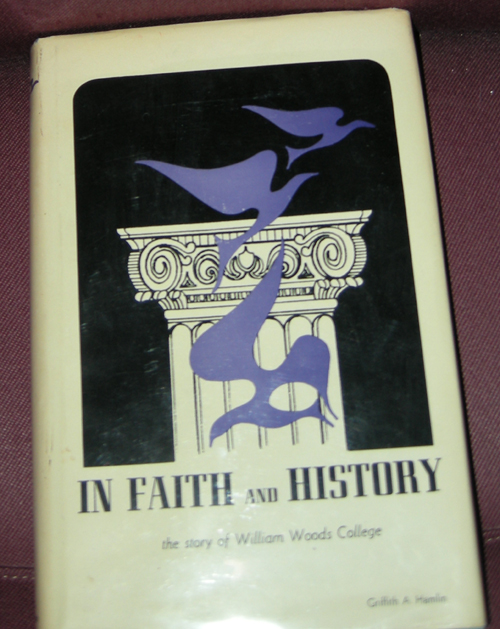 IN FAITH AND HISTORY
the story of William Woods College
Griffith A. Hamlin